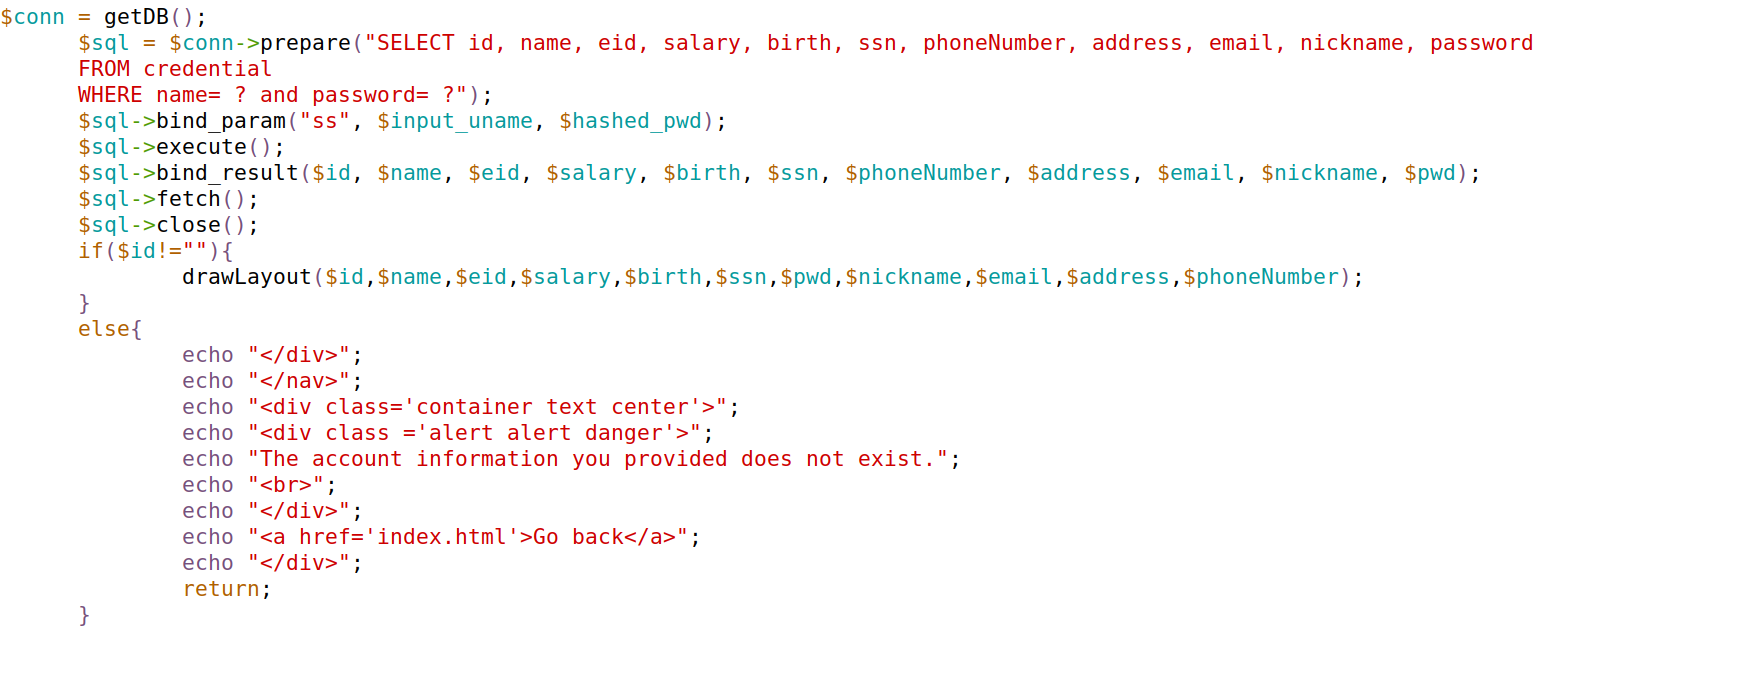 $conn = getDB();
$sql = $conn->prepare("SELECT id, name, eid, salary, birth, ssn, phoneNumber, address, email, nickname, password
FROM credential
WHERE name= ? and password= ?");
$sql->bind_param("ss", $input_uname, $hashed_pwd);
$sql->execute();
$sql->bind_result($id, $name, $eid, $salary, $birth, $ssn, $phoneNumber, $address, $email, $nickname, $pwd);
$sql->fetch();
$sql->close();
if($id!=""){
drawLayout($id,$name,$eid,$salary,$birth,$ssn,$pwd,$nickname,$email,$address,$phoneNumber);
}
else{
echo "</div>";
echo "</nav>";
echo "<div class='container text center'>";
echo "<div class ='alert alert danger'>";
echo "The account information you provided does not exist.";
echo "<br>";
echo "</div>";
echo "<a href='index.html'>Go back</a>";
echo "</div>";
return;
}